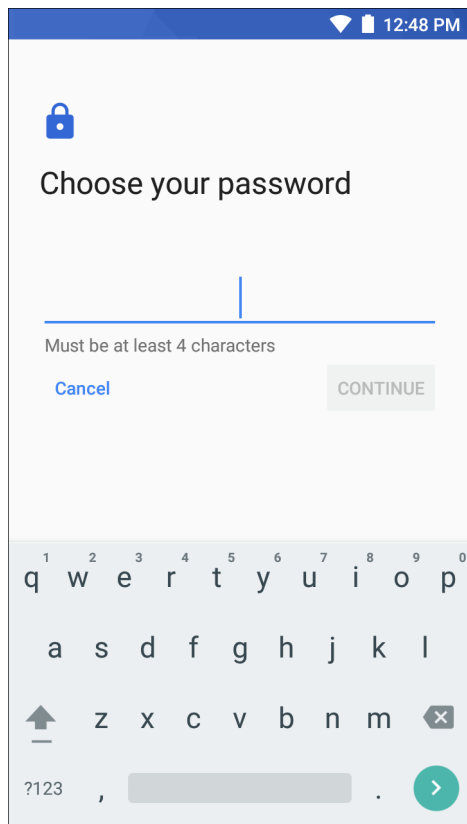 12:48 PM
Choose your password
Must be at least 4 characters
Cancel CONTINUE
1 2 3 4 5 6 7 8 9 0
q w e r t y u i o p
a s d f g h j k l
z x c v b n m
?123 , .